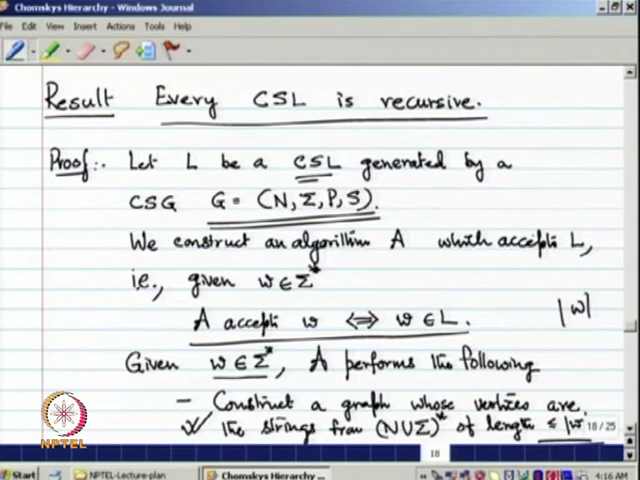 Chomskys Hierarchy - Windows Journal
File Edit View Insert Actions Tools Help
Result Every CSL is recursive.
Proof:- Let L be a CSL generated by a
CSG G = (N, Σ, P, S).
We construct an algorithm A which accepts L,
i.e., given w ∈ Σ*
A accepts w ⟺ w ∈ L. |w|
Given w ∈ Σ*, A performs the following
- Construct a graph whose vertices are
the strings from (N∪Σ)* of length ≤ |w
18 / 25
NPTEL
18
Start NPTEL-Lecture-plan Chomskys Hierarchy - ... 4:16 AM